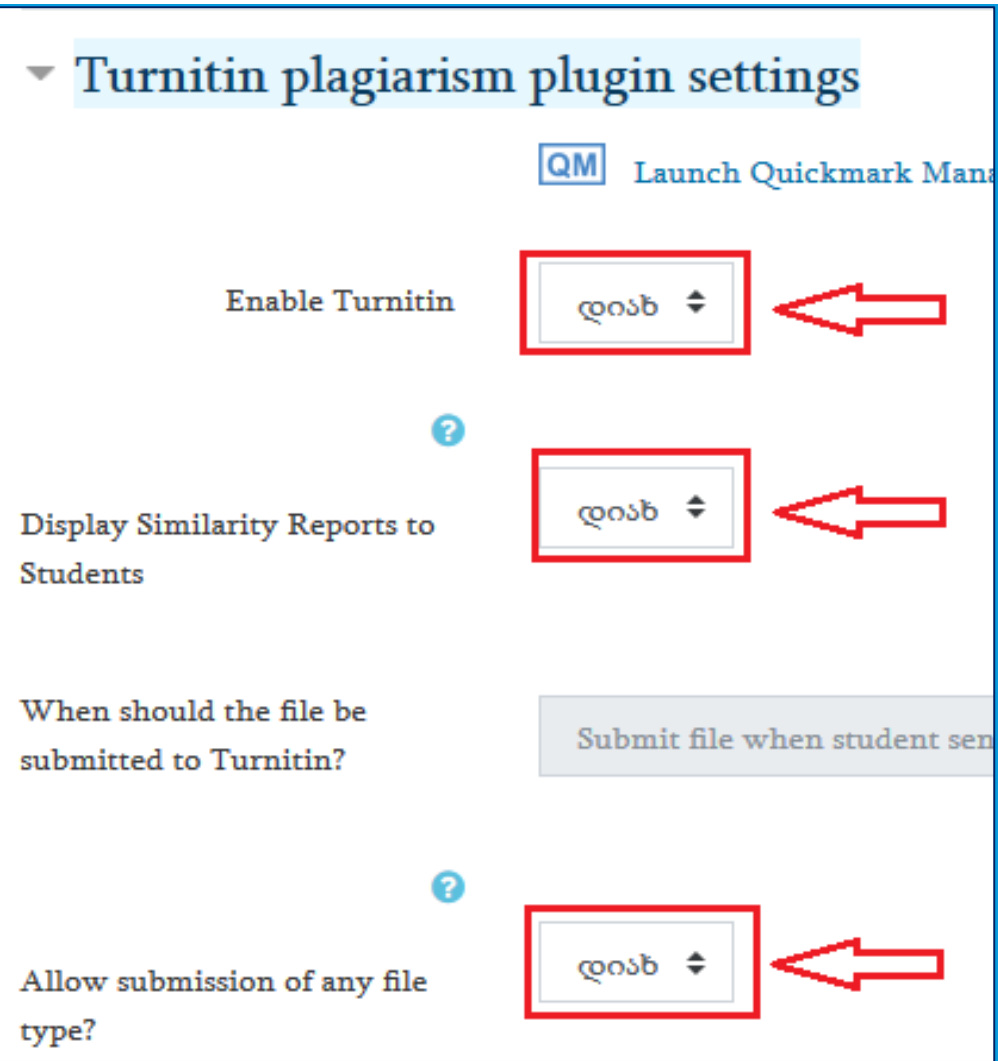 Turnitin plagiarism plugin settings
QM Launch Quickmark Mana
Enable Turnitin დიახ
Display Similarity Reports to დიახ
Students
When should the file be
submitted to Turnitin? Submit file when student sen
Allow submission of any file დიახ
type?